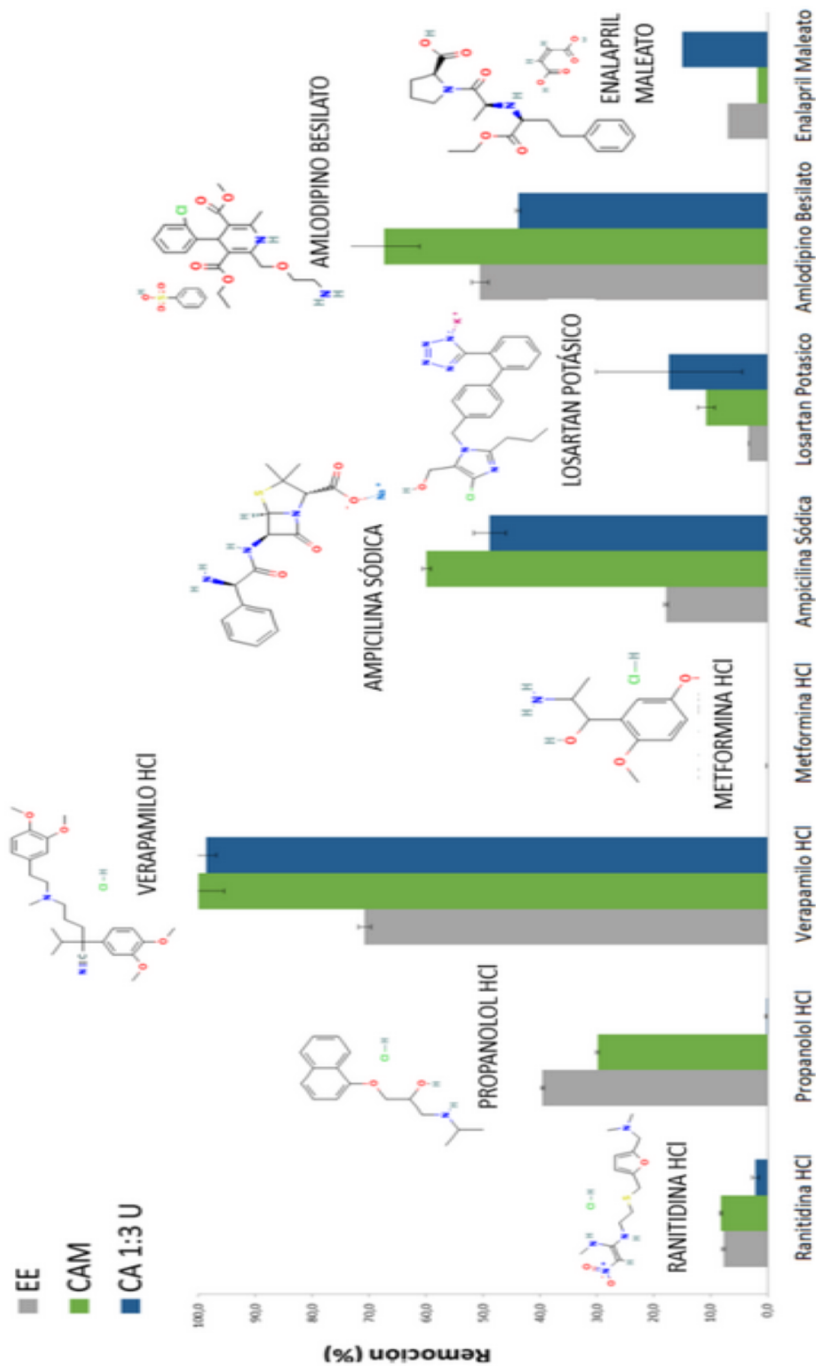 EE
CAM
CA 1:3 U
Remoción (%)
100,0
90,0
80,0
70,0
60,0
50,0
40,0
30,0
20,0
10,0
0,0
RANITIDINA HCl
PROPANOLOL HCl
VERAPAMILO HCl
METFORMINA HCl
AMPICILINA SÓDICA
LOSARTAN POTÁSICO
AMLODIPINO BESILATO
ENALAPRIL
MALEATO
Ranitidina HCl
Propanolol HCl
Verapamilo HCl
Metformina HCl
Ampicilina Sódica
Losartan Potasico
Amlodipino Besilato
Enalapril Maleato